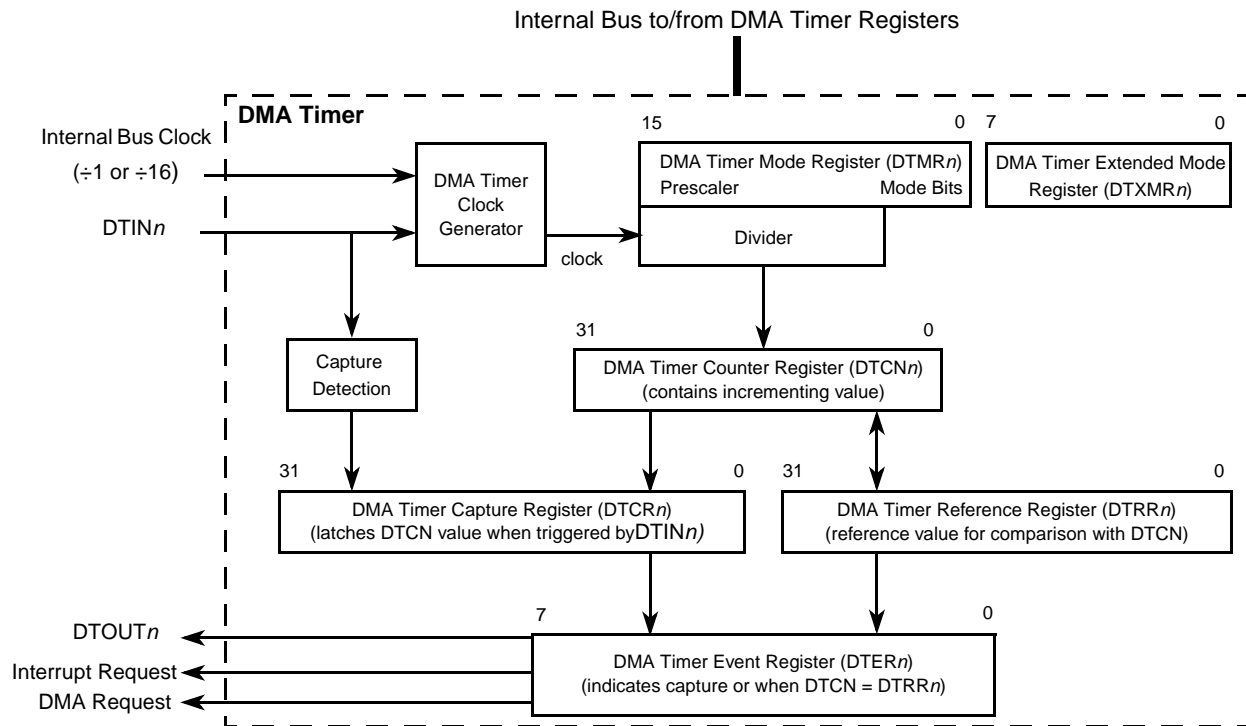 Internal Bus to/from DMA Timer Registers
DMA Timer
Internal Bus Clock
(÷1 or ÷16)
DTINn
DMA Timer
Clock
Generator
clock
15 0
DMA Timer Mode Register (DTMRn)
Prescaler Mode Bits
Divider
7 0
DMA Timer Extended Mode
Register (DTXMRn)
Capture
Detection
31 0
DMA Timer Counter Register (DTCNn)
(contains incrementing value)
31 0
DMA Timer Capture Register (DTCRn)
(latches DTCN value when triggered byDTINn)
31 0
DMA Timer Reference Register (DTRRn)
(reference value for comparison with DTCN)
7 0
DMA Timer Event Register (DTERn)
(indicates capture or when DTCN = DTRRn)
DTOUTn
Interrupt Request
DMA Request